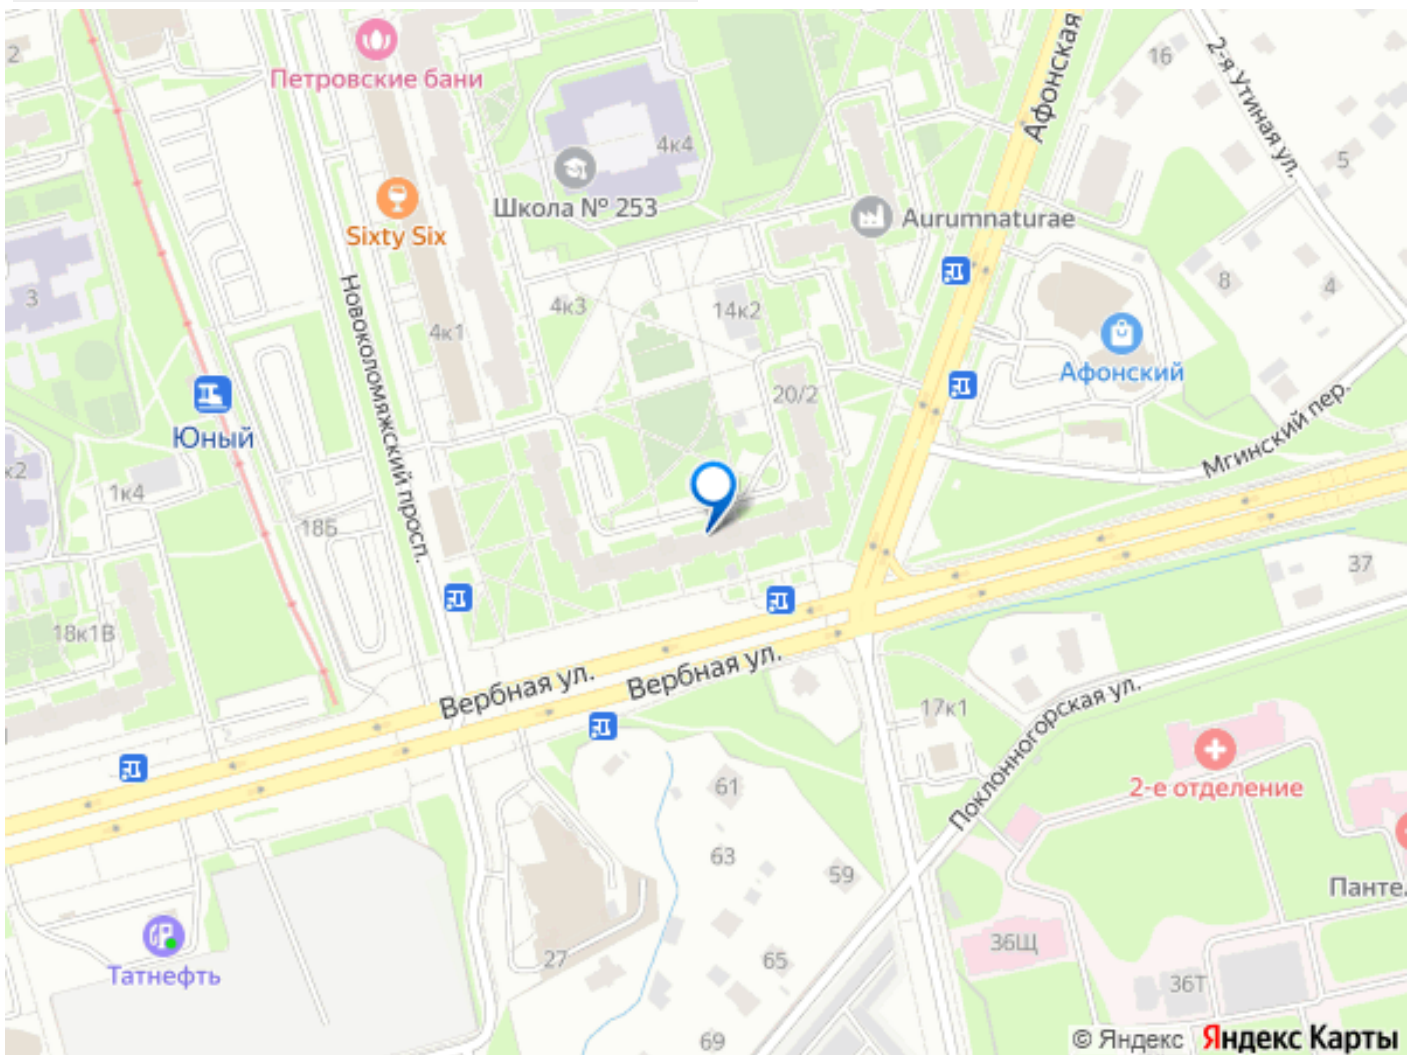 2
Петровские бани
Афонская
16
2-я Утиная ул.
4к4
5
Школа № 253
Sixty Six
Aurumnaturae
3
Новоколомяжский просп.
4к1
4к3
14к2
8
4
Афонский
20/2
Юный
Мгинский пер.
к2
1к4
18Б
37
18к1В
Вербная ул.
Вербная ул.
17к1
Поклонногорская ул.
2-е отделение
61
63
59
Панте
36Щ
27
65
Татнефть
36Т
69
© Яндекс Яндекс Карты